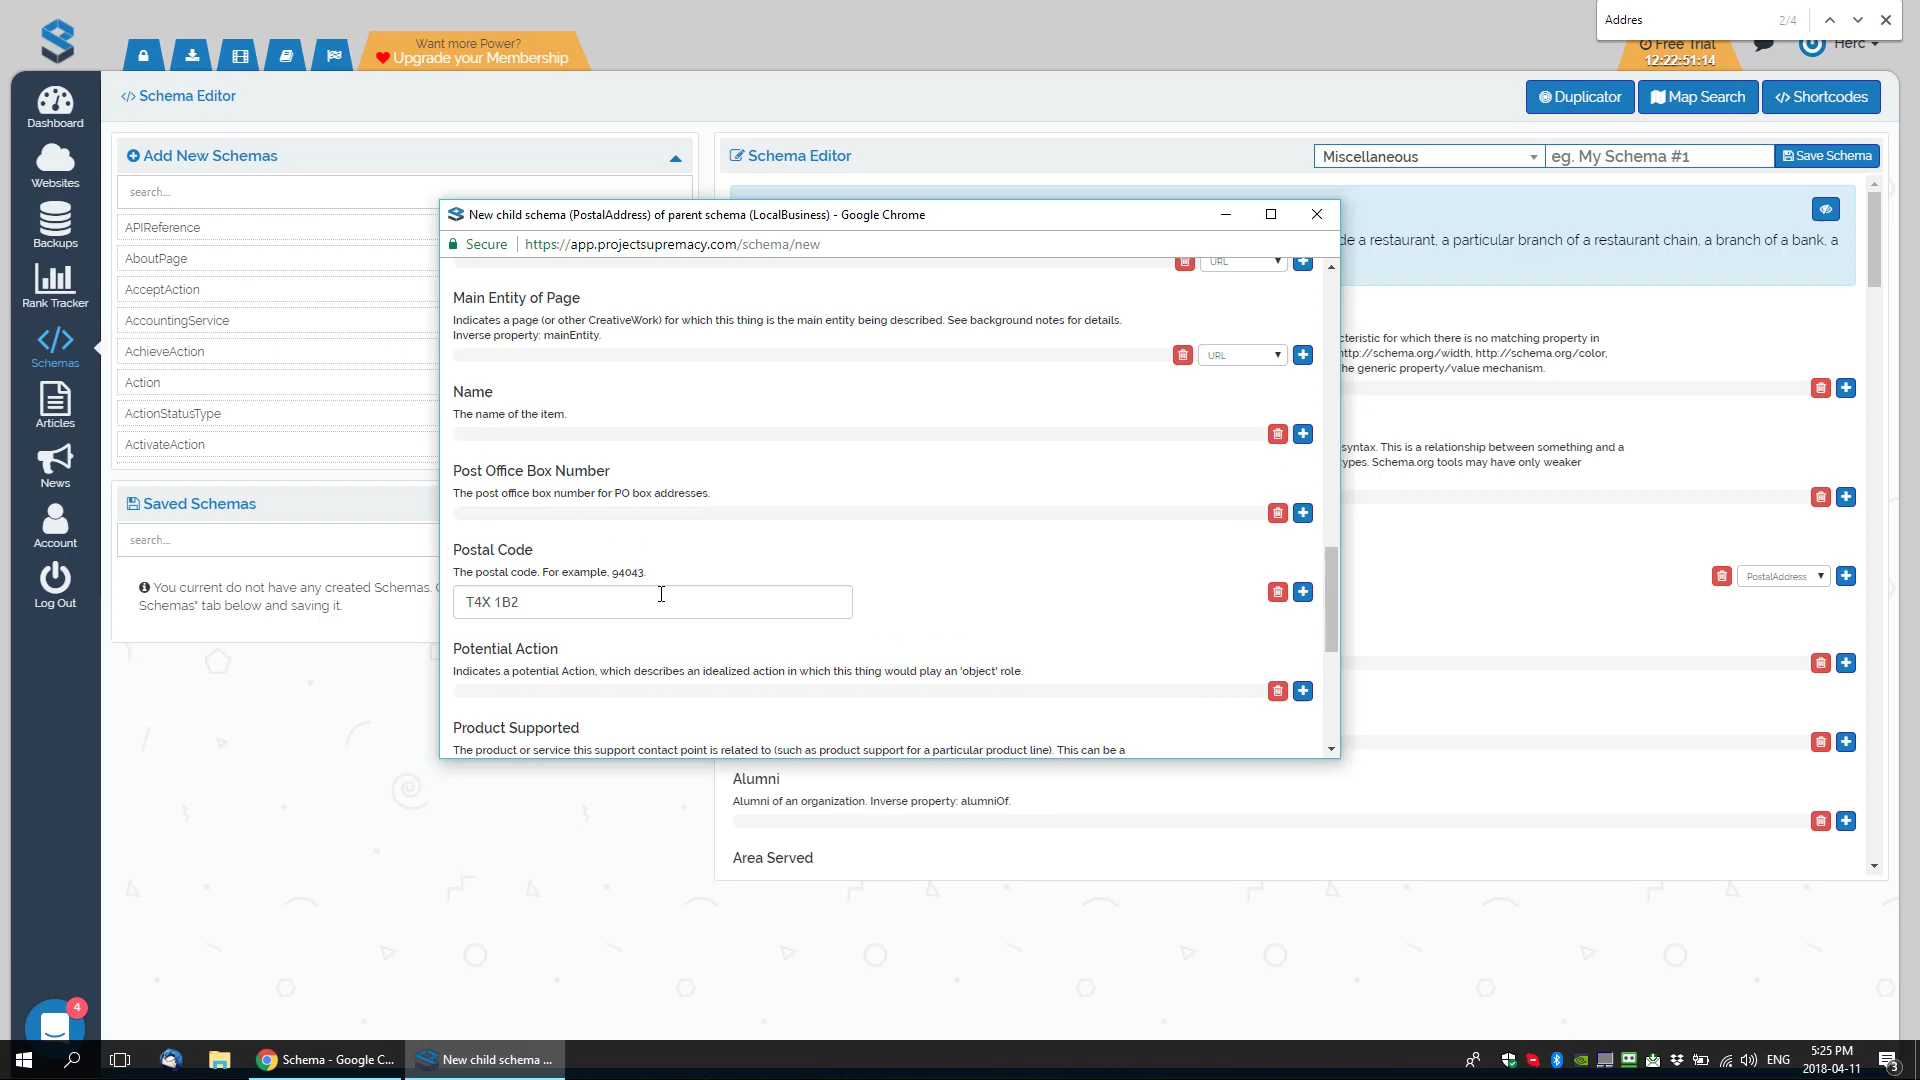 Addres
2/4
Want more Power?
Upgrade your Membership
Free Trial
12:22:51:14
Herc
Schema Editor
Duplicator
Map Search
Shortcodes
Dashboard
Websites
Backups
Rank Tracker
Schemas
Articles
News
Account
Log Out
4
Add New Schemas
search...
APIReference
AboutPage
AcceptAction
AccountingService
AchieveAction
Action
ActionStatusType
ActivateAction
Saved Schemas
search...
You current do not have any created Schemas.
Schemas" tab below and saving it.
Schema Editor
Miscellaneous
eg. My Schema #1
Save Schema
de a restaurant, a particular branch of a restaurant chain, a branch of a bank, a
cteristic for which there is no matching property in
http://schema.org/width, http://schema.org/color,
he generic property/value mechanism.
syntax. This is a relationship between something and a
ypes. Schema.org tools may have only weaker
PostalAddress
Alumni
Alumni of an organization. Inverse property: alumniOf.
Area Served
New child schema (PostalAddress) of parent schema (LocalBusiness) - Google Chrome
Secure
https://app.projectsupremacy.com/schema/new
URL
Main Entity of Page
Indicates a page (or other CreativeWork) for which this thing is the main entity being described. See background notes for details.
Inverse property: mainEntity.
URL
Name
The name of the item.
Post Office Box Number
The post office box number for PO box addresses.
Postal Code
The postal code. For example, 94043.
T4X 1B2
Potential Action
Indicates a potential Action, which describes an idealized action in which this thing would play an 'object' role.
Product Supported
The product or service this support contact point is related to (such as product support for a particular product line). This can be a
Schema - Google C...
New child schema ...
ENG
5:25 PM
2018-04-11
3